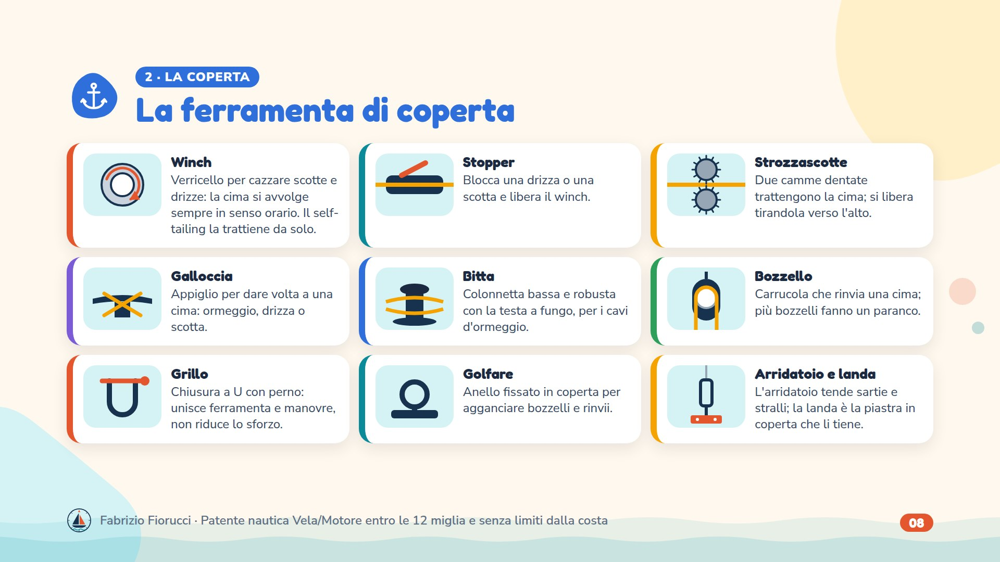 2 · LA COPERTA
La ferramenta di coperta
Winch
Verricello per cazzare scotte e
drizze: la cima si avvolge
sempre in senso orario. Il self-
tailing la trattiene da solo.
Stopper
Blocca una drizza o una
scotta e libera il winch.
Strozzascotte
Due camme dentate
trattengono la cima; si libera
tirandola verso l'alto.
Galloccia
Appiglio per dare volta a una
cima: ormeggio, drizza o
scotta.
Bitta
Colonnetta bassa e robusta
con la testa a fungo, per i cavi
d'ormeggio.
Bozzello
Carrucola che rinvia una cima;
più bozzelli fanno un paranco.
Grillo
Chiusura a U con perno:
unisce ferramenta e manovre,
non riduce lo sforzo.
Golfare
Anello fissato in coperta per
agganciare bozzelli e rinvii.
Arridatoio e landa
L'arridatoio tende sartie e
stralli; la landa è la piastra in
coperta che li tiene.
Fabrizio Fiorucci · Patente nautica Vela/Motore entro le 12 miglia e senza limiti dalla costa
08